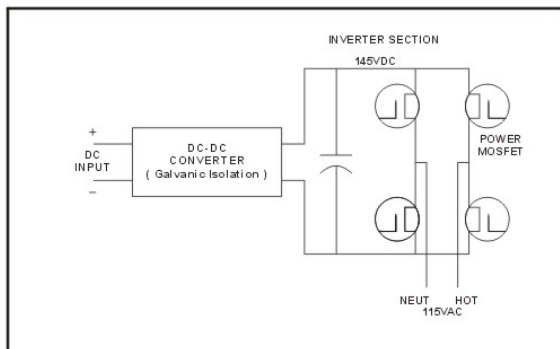 INVERTER SECTION
145VDC
+
DC
INPUT
–
DC-DC
CONVERTER
( Galvanic Isolation )
POWER
MOSFET
NEUT HOT
115VAC